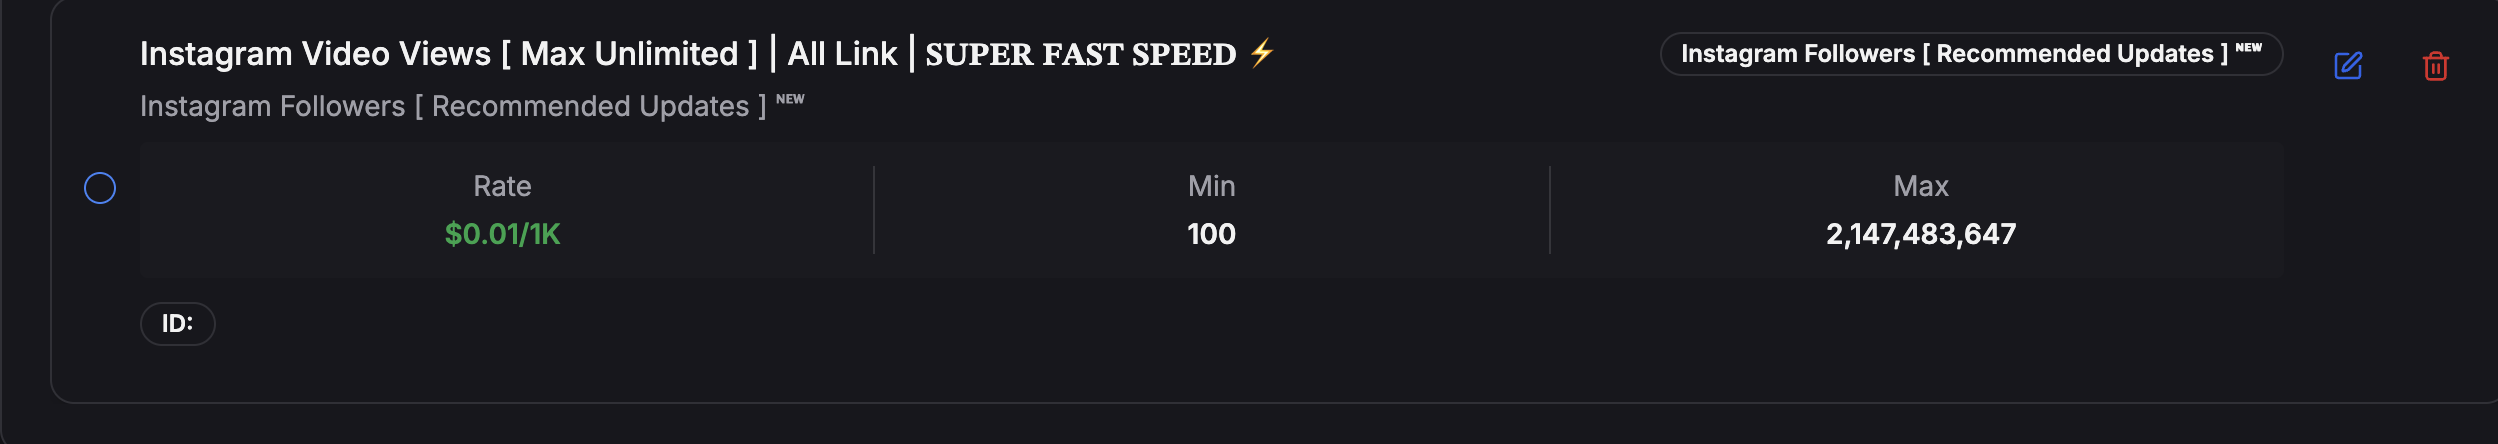 Instagram Video Views [ Max Unlimited ] | All Link | 𝐒𝐔𝐏𝐄𝐑 𝐅𝐀𝐒𝐓 𝐒𝐏𝐄𝐄𝐃 ⚡
Instagram Followers [ Recommended Updates ] ᴺᴱᵂ
Instagram Followers [ Recommended Updates ] ᴺᴱᵂ
Rate
$0.01/1K
Min
100
Max
2,147,483,647
ID: